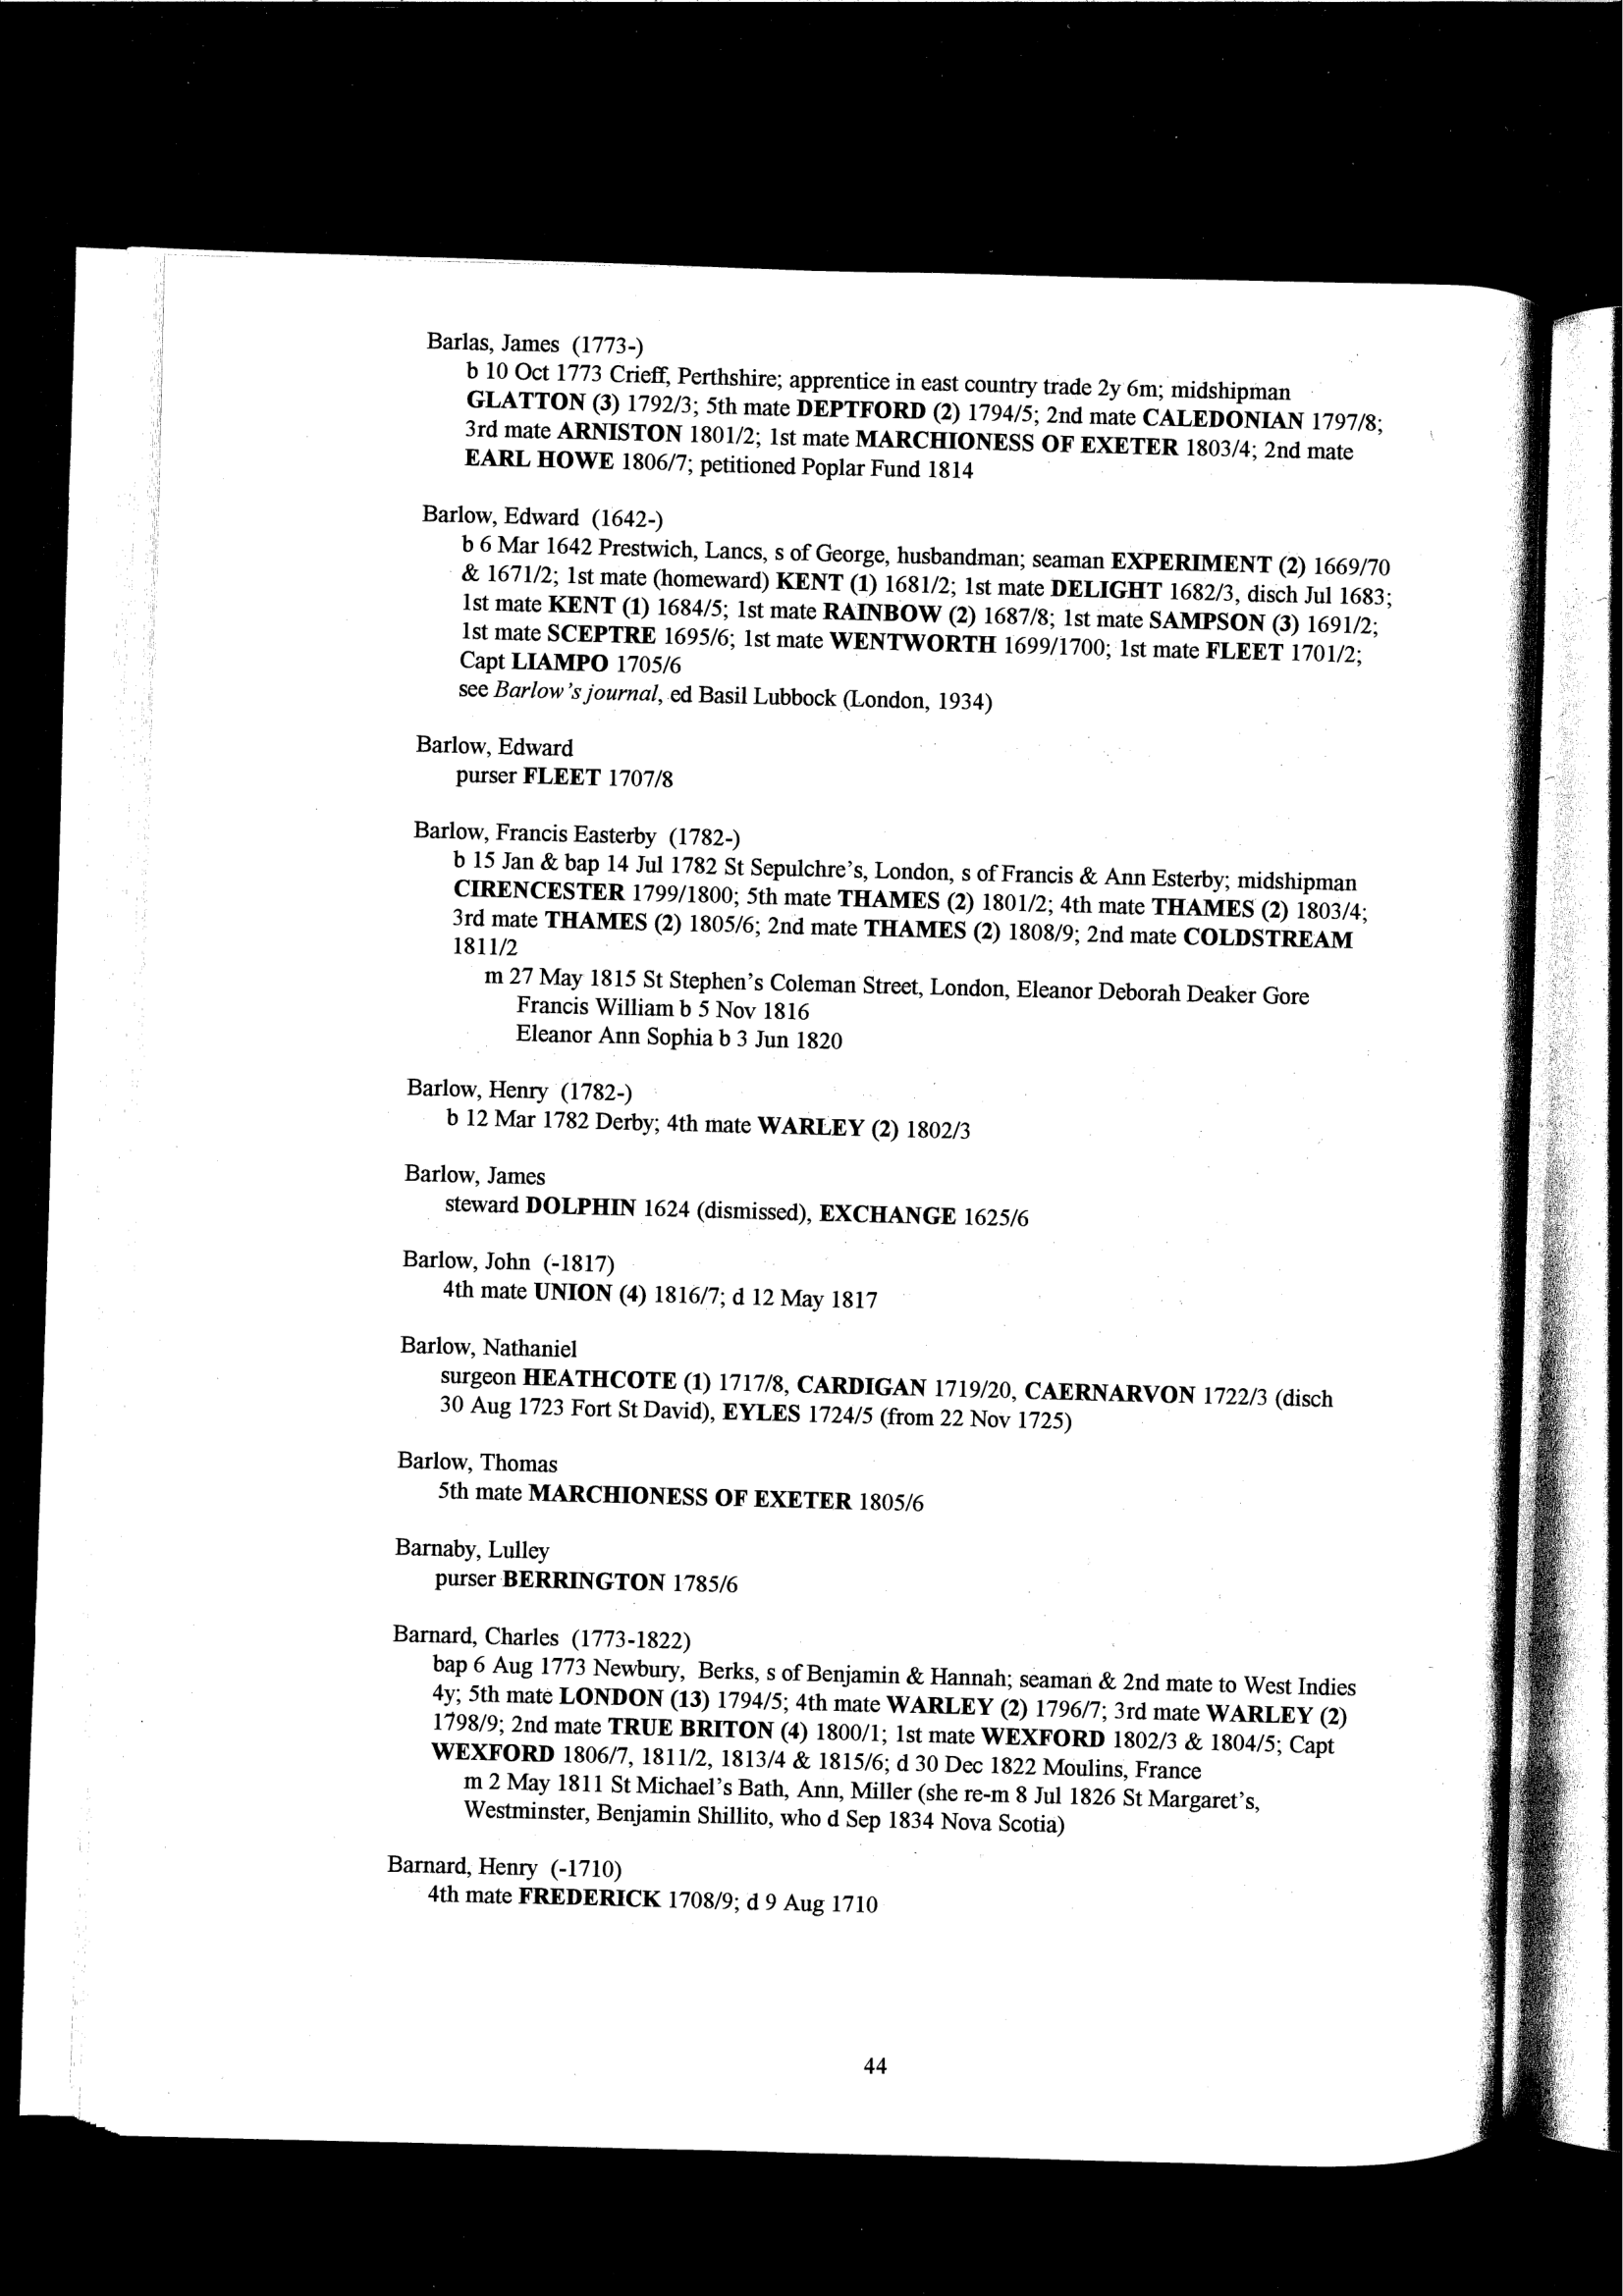 Barlas, James (1773-)
b 10 Oct 1773 Crieff, Perthshire; apprentice in east country trade 2y 6m; midshipman
GLATTON (3) 1792/3; 5th mate DEPTFORD (2) 1794/5; 2nd mate CALEDONIAN 1797/8;
3rd mate ARNISTON 1801/2; 1st mate MARCHIONESS OF EXETER 1803/4; 2nd mate
EARL HOWE 1806/7; petitioned Poplar Fund 1814
Barlow, Edward (1642-)
b 6 Mar 1642 Prestwich, Lancs, s of George, husbandman; seaman EXPERIMENT (2) 1669/70
& 1671/2; 1st mate (homeward) KENT (1) 1681/2; 1st mate DELIGHT 1682/3, disch Jul 1683;
1st mate KENT (1) 1684/5; 1st mate RAINBOW (2) 1687/8; 1st mate SAMPSON (3) 1691/2;
1st mate SCEPTRE 1695/6; 1st mate WENTWORTH 1699/1700; 1st mate FLEET 1701/2;
Capt LIAMPO 1705/6
see Barlow's journal, ed Basil Lubbock (London, 1934)
Barlow, Edward
purser FLEET 1707/8
Barlow, Francis Easterby (1782-)
b 15 Jan & bap 14 Jul 1782 St Sepulchre's, London, s of Francis & Ann Esterby; midshipman
CIRENCESTER 1799/1800; 5th mate THAMES (2) 1801/2; 4th mate THAMES (2) 1803/4;
3rd mate THAMES (2) 1805/6; 2nd mate THAMES (2) 1808/9; 2nd mate COLDSTREAM
1811/2
m 27 May 1815 St Stephen's Coleman Street, London, Eleanor Deborah Deaker Gore
Francis William b 5 Nov 1816
Eleanor Ann Sophia b 3 Jun 1820
Barlow, Henry (1782-)
b 12 Mar 1782 Derby; 4th mate WARLEY (2) 1802/3
Barlow, James
steward DOLPHIN 1624 (dismissed), EXCHANGE 1625/6
Barlow, John (-1817)
4th mate UNION (4) 1816/7; d 12 May 1817
Barlow, Nathaniel
surgeon HEATHCOTE (1) 1717/8, CARDIGAN 1719/20, CAERNARVON 1722/3 (disch
30 Aug 1723 Fort St David), EYLES 1724/5 (from 22 Nov 1725)
Barlow, Thomas
5th mate MARCHIONESS OF EXETER 1805/6
Barnaby, Lulley
purser BERRINGTON 1785/6
Barnard, Charles (1773-1822)
bap 6 Aug 1773 Newbury, Berks, s of Benjamin & Hannah; seaman & 2nd mate to West Indies
4y; 5th mate LONDON (13) 1794/5; 4th mate WARLEY (2) 1796/7; 3rd mate WARLEY (2)
1798/9; 2nd mate TRUE BRITON (4) 1800/1; 1st mate WEXFORD 1802/3 & 1804/5; Capt
WEXFORD 1806/7, 1811/2, 1813/4 & 1815/6; d 30 Dec 1822 Moulins, France
m 2 May 1811 St Michael's Bath, Ann, Miller (she re-m 8 Jul 1826 St Margaret's,
Westminster, Benjamin Shillito, who d Sep 1834 Nova Scotia)
Barnard, Henry (-1710)
4th mate FREDERICK 1708/9; d 9 Aug 1710
44